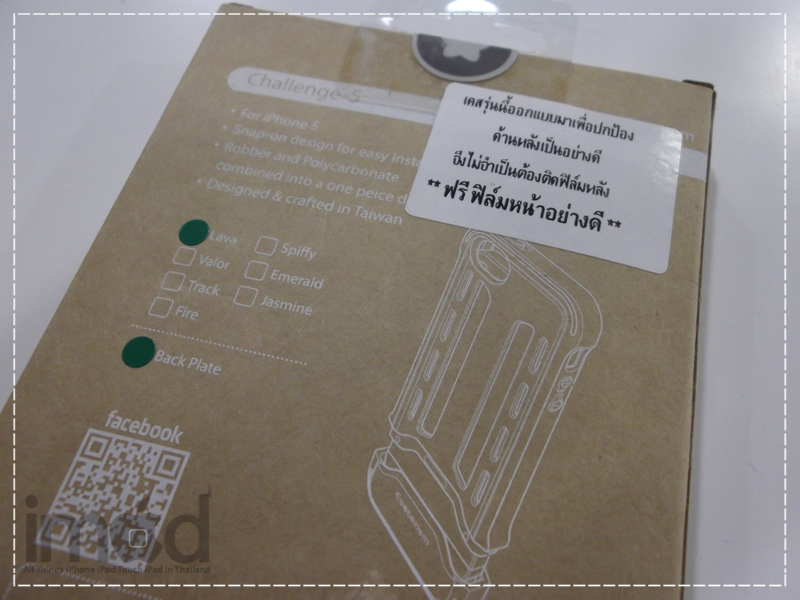 Challenge-5
• For iPhone 5
• Snap-on design for easy insta
• Robber and Polycarbonate
combined into a one peice d
• Designed & crafted in Taiwan
เคสรุ่นนี้ออกแบบมาเพื่อปกป้อง
ด้านหลังเป็นอย่างดี
ถึงไม่จำเป็นต้องติดฟิล์มหลัง
** ฟรี ฟิล์มหน้าอย่างดี **
Lava
Spiffy
Valor
Emerald
Track
Jasmine
Fire
Back Plate
facebook
imod
All Things iPhone iPod Touch iPad in Thailand